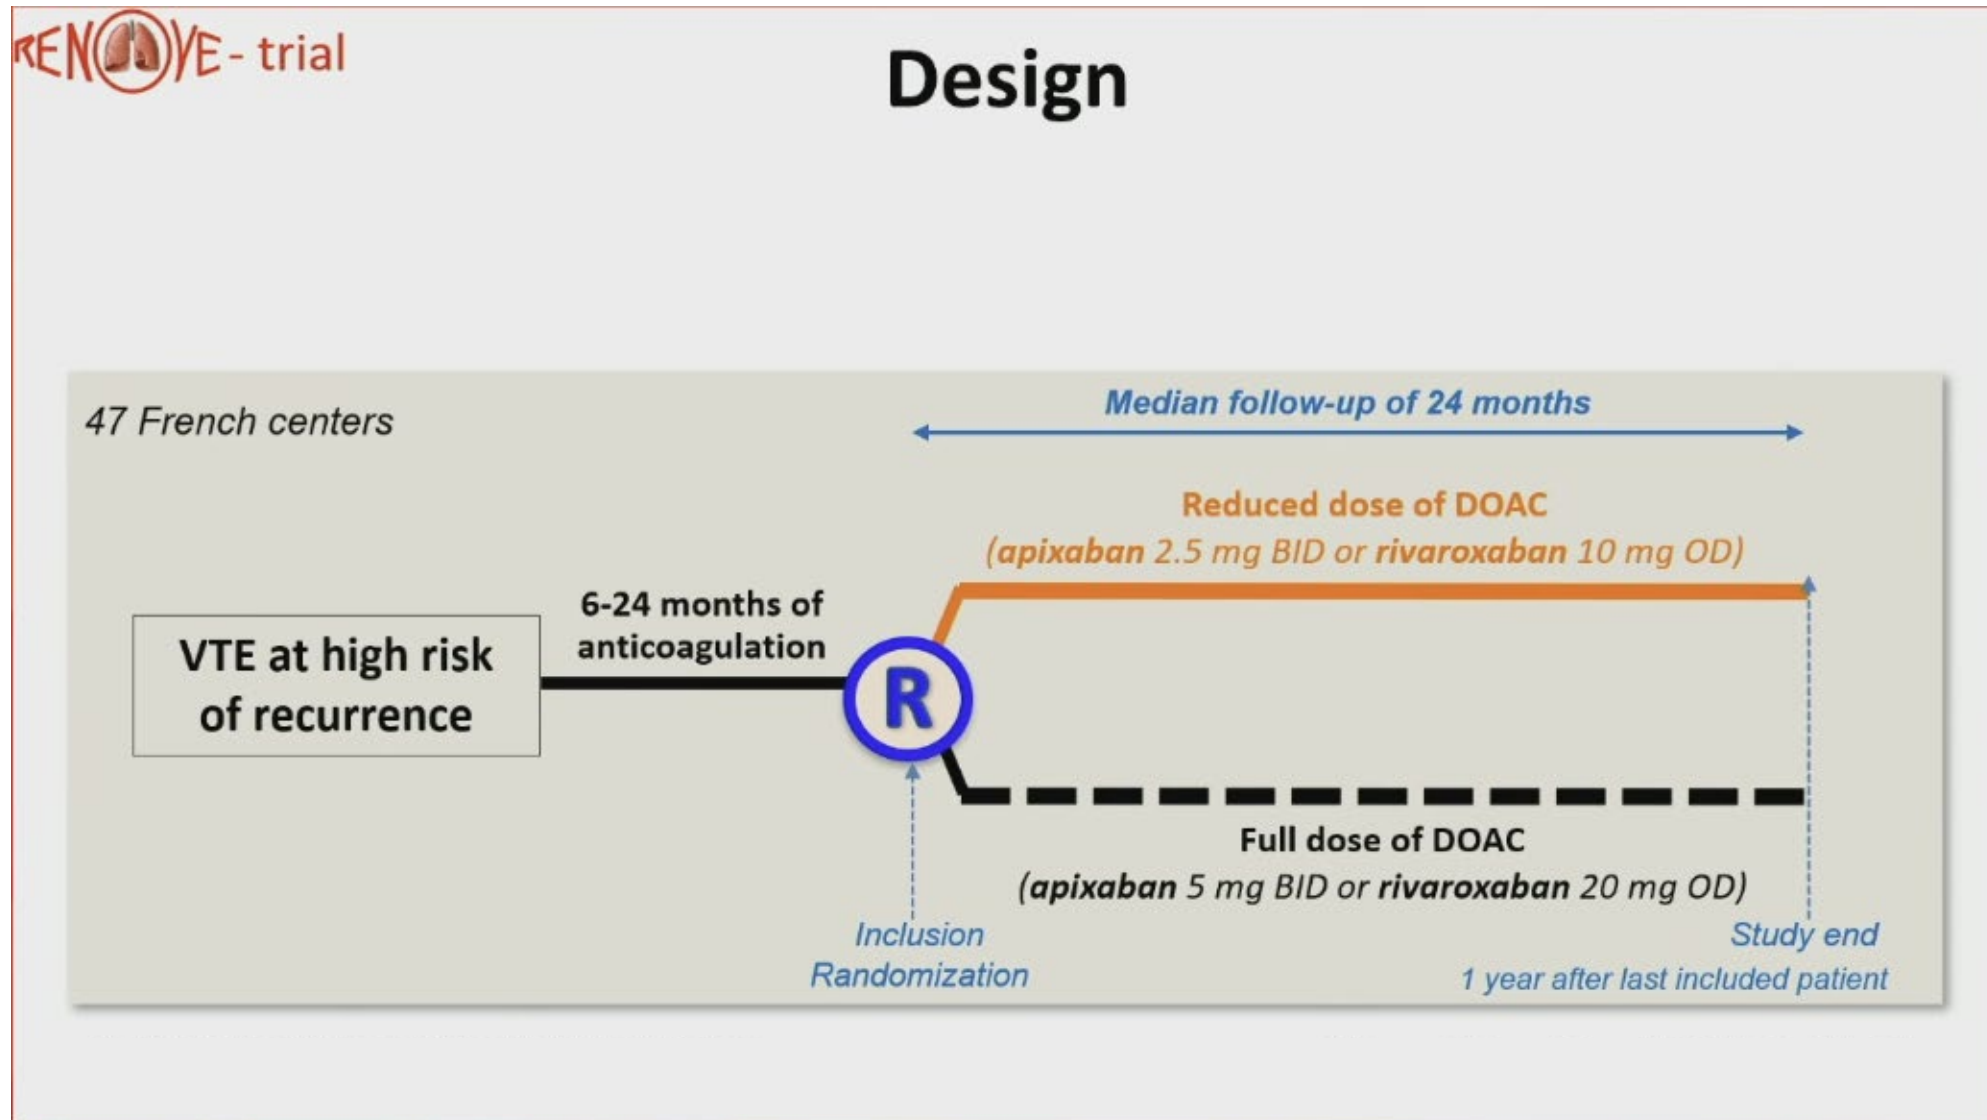 RENOVE - trial
Design
47 French centers
Median follow-up of 24 months
Reduced dose of DOAC
(apixaban 2.5 mg BID or rivaroxaban 10 mg OD)
6-24 months of
anticoagulation
VTE at high risk
of recurrence
R
Full dose of DOAC
(apixaban 5 mg BID or rivaroxaban 20 mg OD)
Inclusion
Randomization
Study end
1 year after last included patient